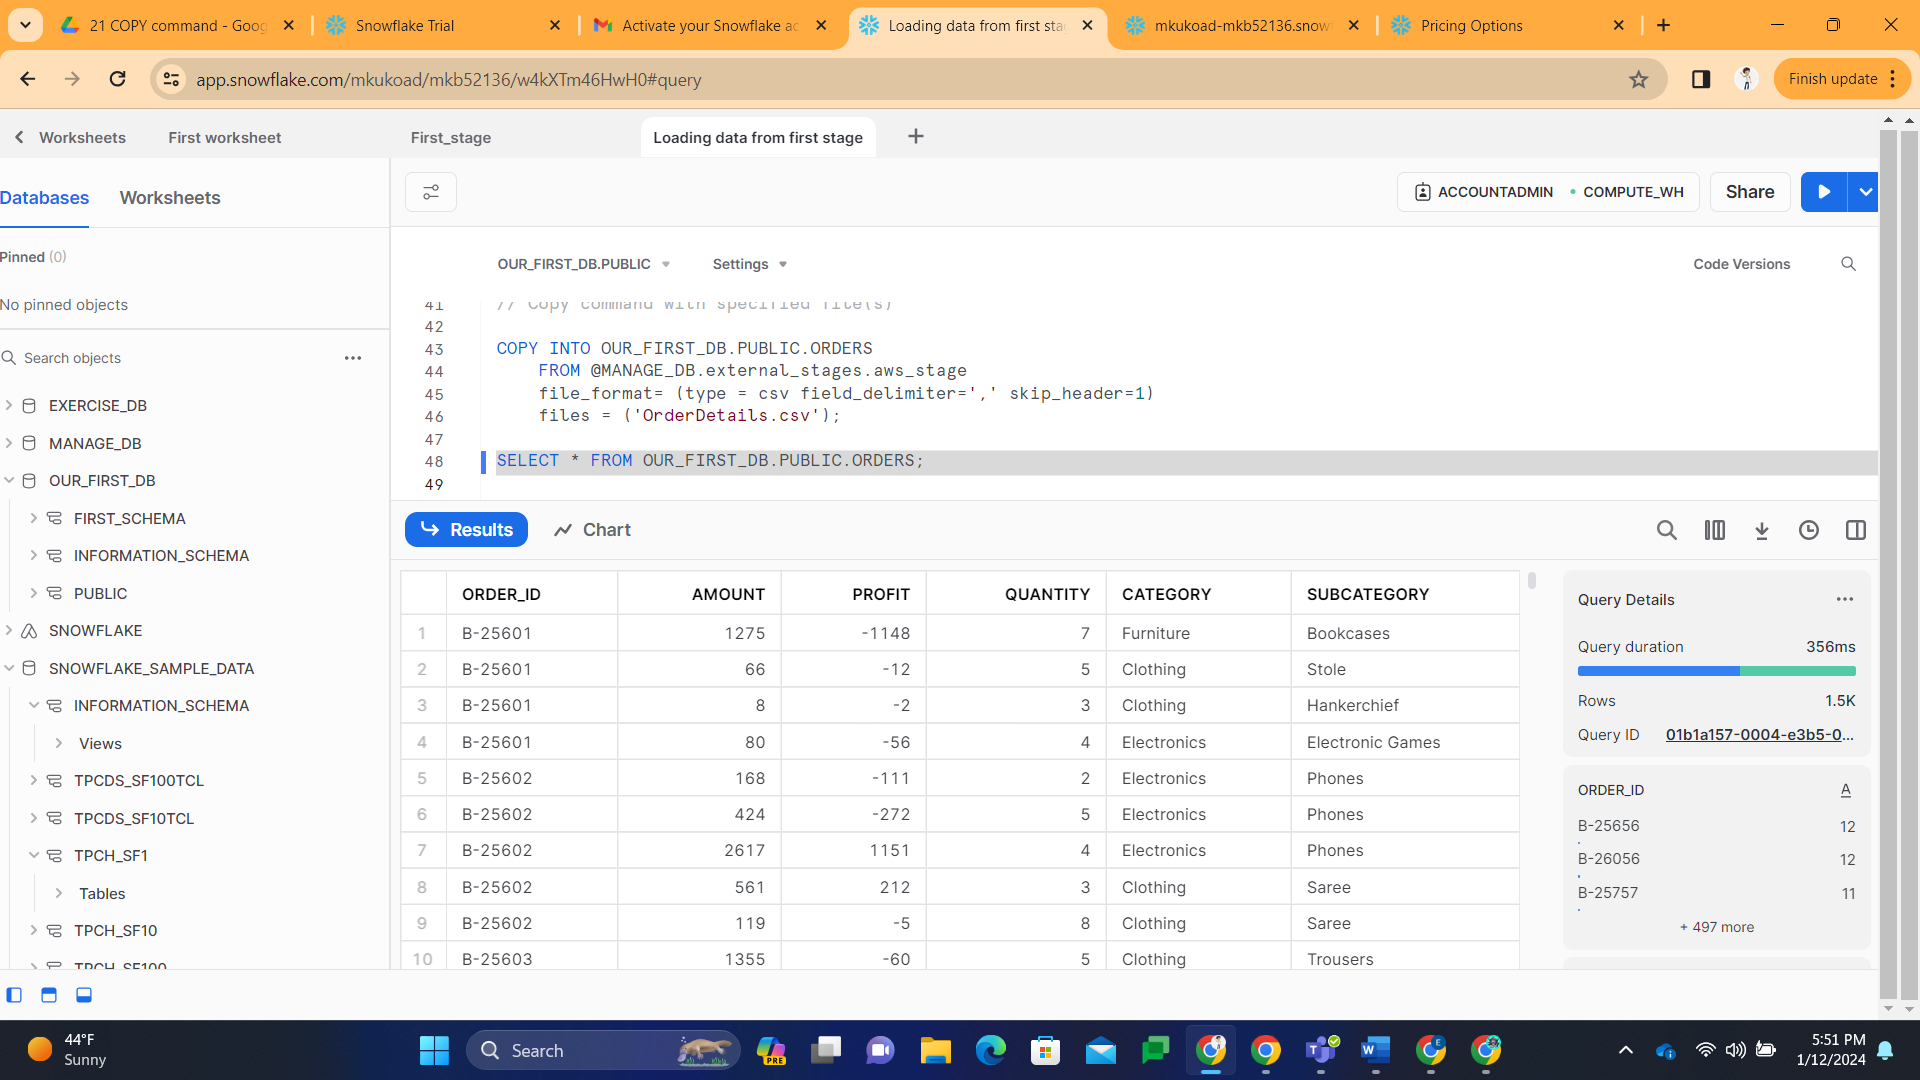 21 COPY command - Goog
Snowflake Trial
Activate your Snowflake ac
Loading data from first sta
mkukoad-mkb52136.snowf
Pricing Options
app.snowflake.com/mkukoad/mkb52136/w4kXTm46HwH0#query
Finish update
Worksheets
First worksheet
First_stage
Loading data from first stage
Databases
Worksheets
ACCOUNTADMIN
COMPUTE_WH
Share
Pinned (0)
No pinned objects
Search objects
EXERCISE_DB
MANAGE_DB
OUR_FIRST_DB
FIRST_SCHEMA
INFORMATION_SCHEMA
PUBLIC
SNOWFLAKE
SNOWFLAKE_SAMPLE_DATA
INFORMATION_SCHEMA
Views
TPCDS_SF100TCL
TPCDS_SF10TCL
TPCH_SF1
Tables
TPCH_SF10
TPCH_SF100
OUR_FIRST_DB.PUBLIC
Settings
Code Versions
41 // Copy command with specified file(s)
42
43 COPY INTO OUR_FIRST_DB.PUBLIC.ORDERS
44 FROM @MANAGE_DB.external_stages.aws_stage
45 file_format= (type = csv field_delimiter=',' skip_header=1)
46 files = ('OrderDetails.csv');
47
48 SELECT * FROM OUR_FIRST_DB.PUBLIC.ORDERS;
49
Results
Chart
ORDER_ID AMOUNT PROFIT QUANTITY CATEGORY SUBCATEGORY
1 B-25601 1275 -1148 7 Furniture Bookcases
2 B-25601 66 -12 5 Clothing Stole
3 B-25601 8 -2 3 Clothing Hankerchief
4 B-25601 80 -56 4 Electronics Electronic Games
5 B-25602 168 -111 2 Electronics Phones
6 B-25602 424 -272 5 Electronics Phones
7 B-25602 2617 1151 4 Electronics Phones
8 B-25602 561 212 3 Clothing Saree
9 B-25602 119 -5 8 Clothing Saree
10 B-25603 1355 -60 5 Clothing Trousers
Query Details
Query duration 356ms
Rows 1.5K
Query ID 01b1a157-0004-e3b5-0...
ORDER_ID A
B-25656 12
B-26056 12
B-25757 11
+ 497 more
44°F
Sunny
Search
PRE
5:51 PM
1/12/2024